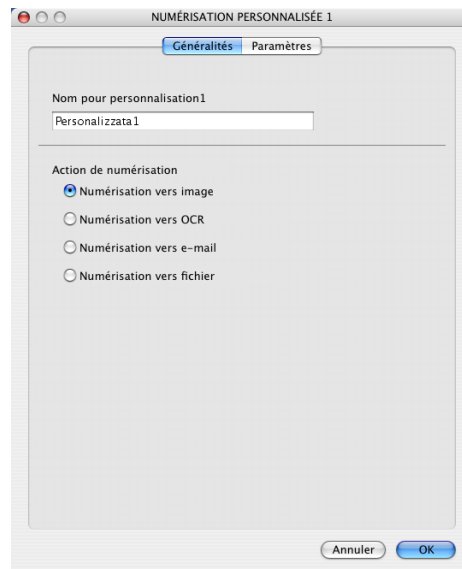 NUMÉRISATION PERSONNALISÉE 1
Généralités Paramètres
Nom pour personnalisation1
Personalizzata1
Action de numérisation
Numérisation vers image
Numérisation vers OCR
Numérisation vers e-mail
Numérisation vers fichier
Annuler OK